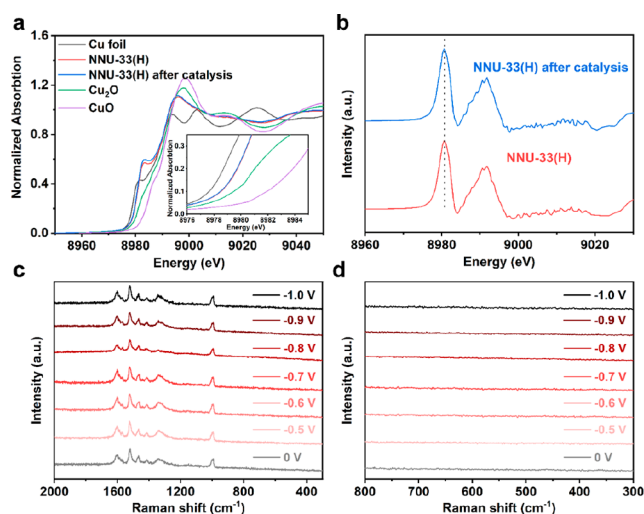 a
Cu foil
NNU-33(H)
NNU-33(H) after catalysis
Cu₂O
CuO
Normalized Absorption
1.6
1.2
0.8
0.4
0.0
Normalized Absorption
0.3
0.2
0.1
0.0
8976 8978 8980 8982 8984
Energy (eV)
8960 8980 9000 9020 9040
Energy (eV)
b
NNU-33(H) after catalysis
NNU-33(H)
Intensity (a.u.)
8960 8980 9000 9020
Energy (eV)
c
-1.0 V
-0.9 V
-0.8 V
-0.7 V
-0.6 V
-0.5 V
0 V
Intensity (a.u.)
2000 1600 1200 800 400
Raman shift (cm⁻¹)
d
-1.0 V
-0.9 V
-0.8 V
-0.7 V
-0.6 V
-0.5 V
0 V
Intensity (a.u.)
800 700 600 500 400 300
Raman shift (cm⁻¹)